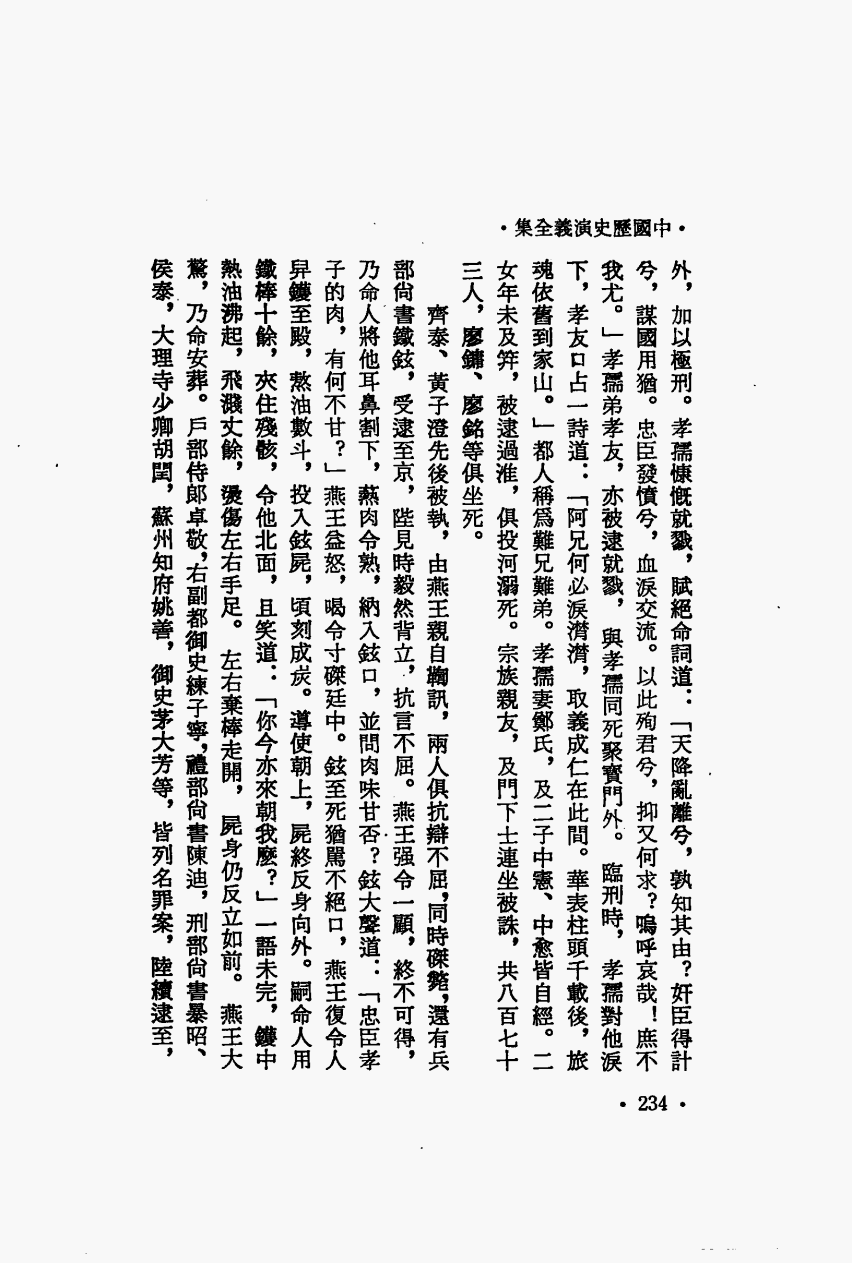 ·中國歷史演義全集·
外，加以極刑。孝孺慷慨就戮，賦絕命詞道：「天降亂離兮，孰知其由？奸臣得計
兮，謀國用猶。忠臣發憤兮，血淚交流。以此殉君兮，抑又何求？嗚呼哀哉！庶不
我尤。」孝孺弟孝友，亦被逮就戮，與孝孺同死聚寶門外。臨刑時，孝孺對他淚
下，孝友口占一詩道：「阿兄何必淚潸潸，取義成仁在此間。華表柱頭千載後，旅
魂依舊到家山。」都人稱爲難兄難弟。孝孺妻鄭氏，及二子中憲、中愈皆自經。二
女年未及笄，被逮過淮，俱投河溺死。宗族親友，及門下士連坐被誅，共八百七十
三人，廖鏞、廖銘等俱坐死。
齊泰、黃子澄先後被執，由燕王親自鞫訊，兩人俱抗辯不屈，同時磔斃，還有兵
部尚書鐵鉉，受逮至京，陛見時毅然背立，抗言不屈。燕王强令一顧，終不可得，
乃命人將他耳鼻割下，爇肉令熟，納入鉉口，並問肉味甘否？鉉大聲道：「忠臣孝
子的肉，有何不甘？」燕王益怒，喝令寸磔廷中。鉉至死猶罵不絕口，燕王復令人
舁鑊至殿，熬油數斗，投入鉉屍，頃刻成炭。導使朝上，屍終反身向外。嗣命人用
鐵棒十餘，夾住殘骸，令他北面，且笑道：「你今亦來朝我麽？」一語未完，鑊中
熱油沸起，飛濺丈餘，燙傷左右手足。左右棄棒走開，屍身仍反立如前。燕王大
驚，乃命安葬。戶部侍郎卓敬，右副都御史練子寧，禮部尚書陳迪，刑部尚書暴昭、
侯泰，大理寺少卿胡閏，蘇州知府姚善，御史茅大芳等，皆列名罪案，陸續逮至，
·234·